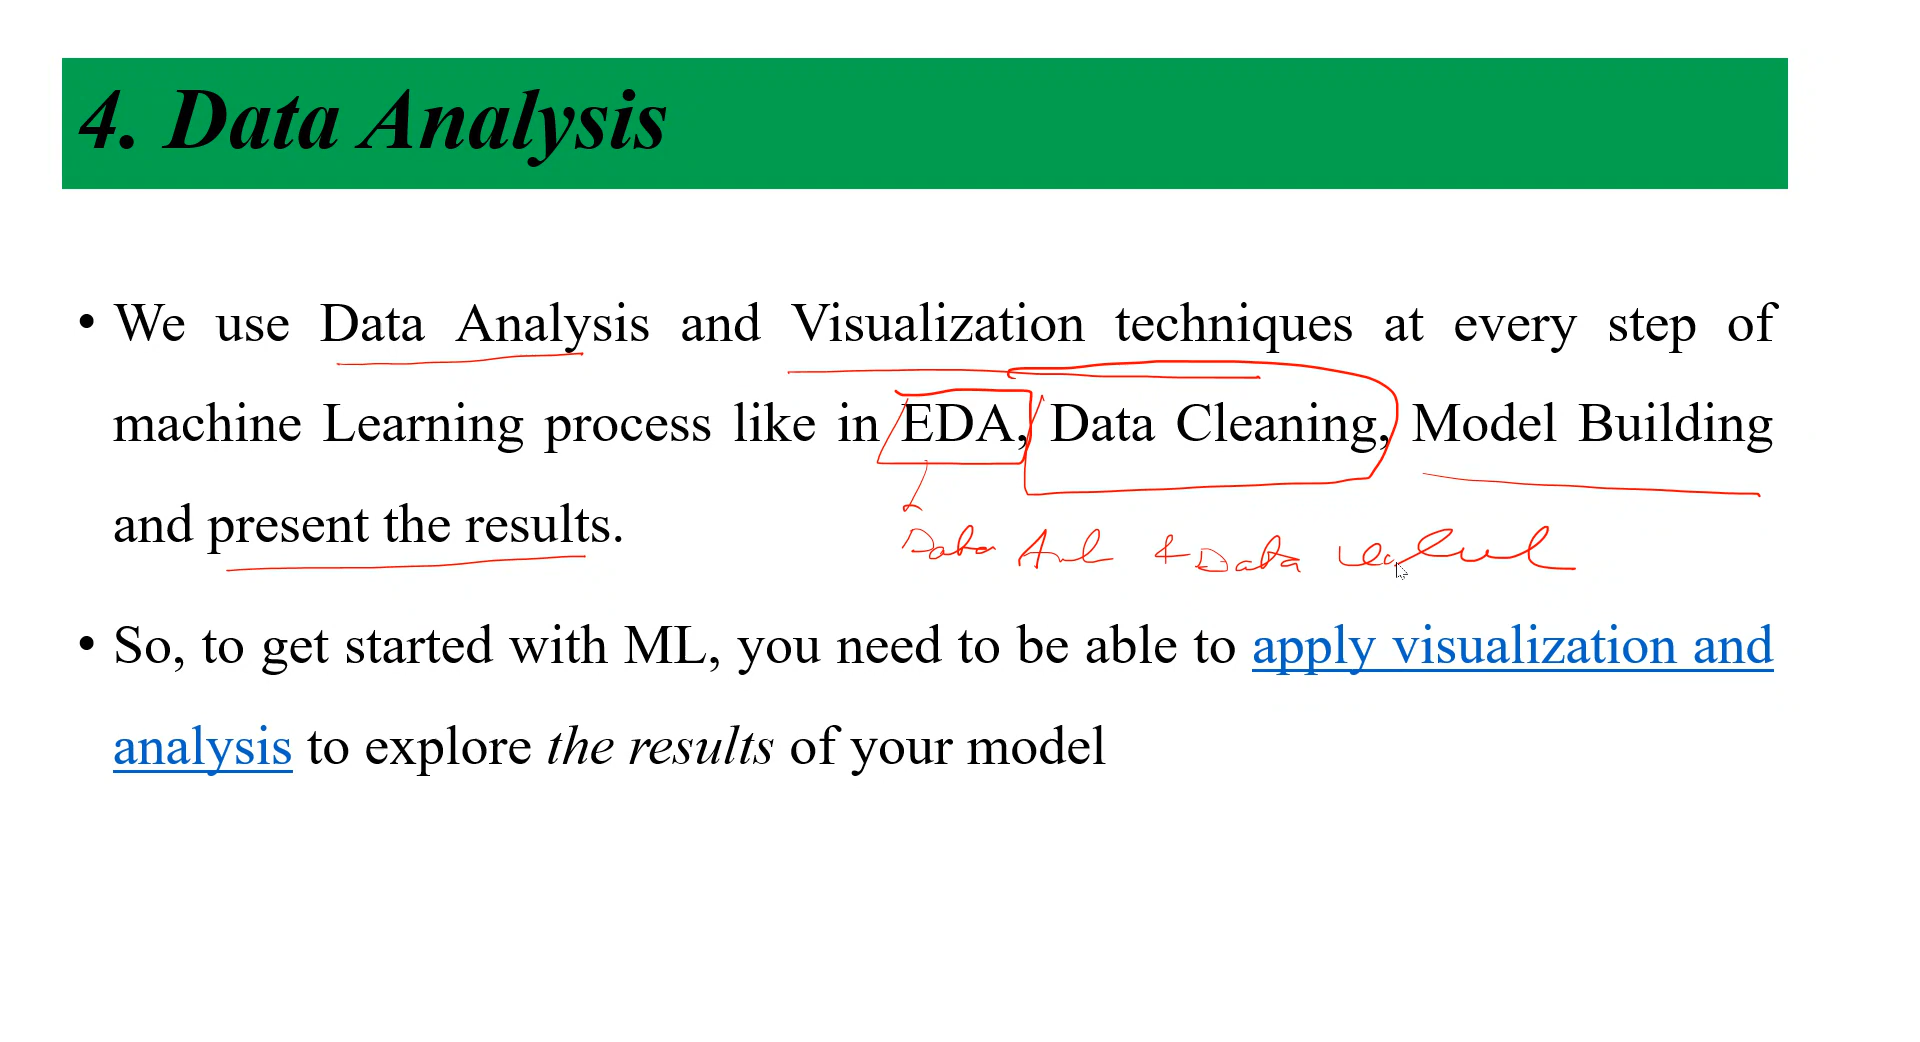 4. Data Analysis
• We use Data Analysis and Visualization techniques at every step of
machine Learning process like in EDA, Data Cleaning, Model Building
and present the results.
Data & Data
• So, to get started with ML, you need to be able to apply visualization and
analysis to explore the results of your model